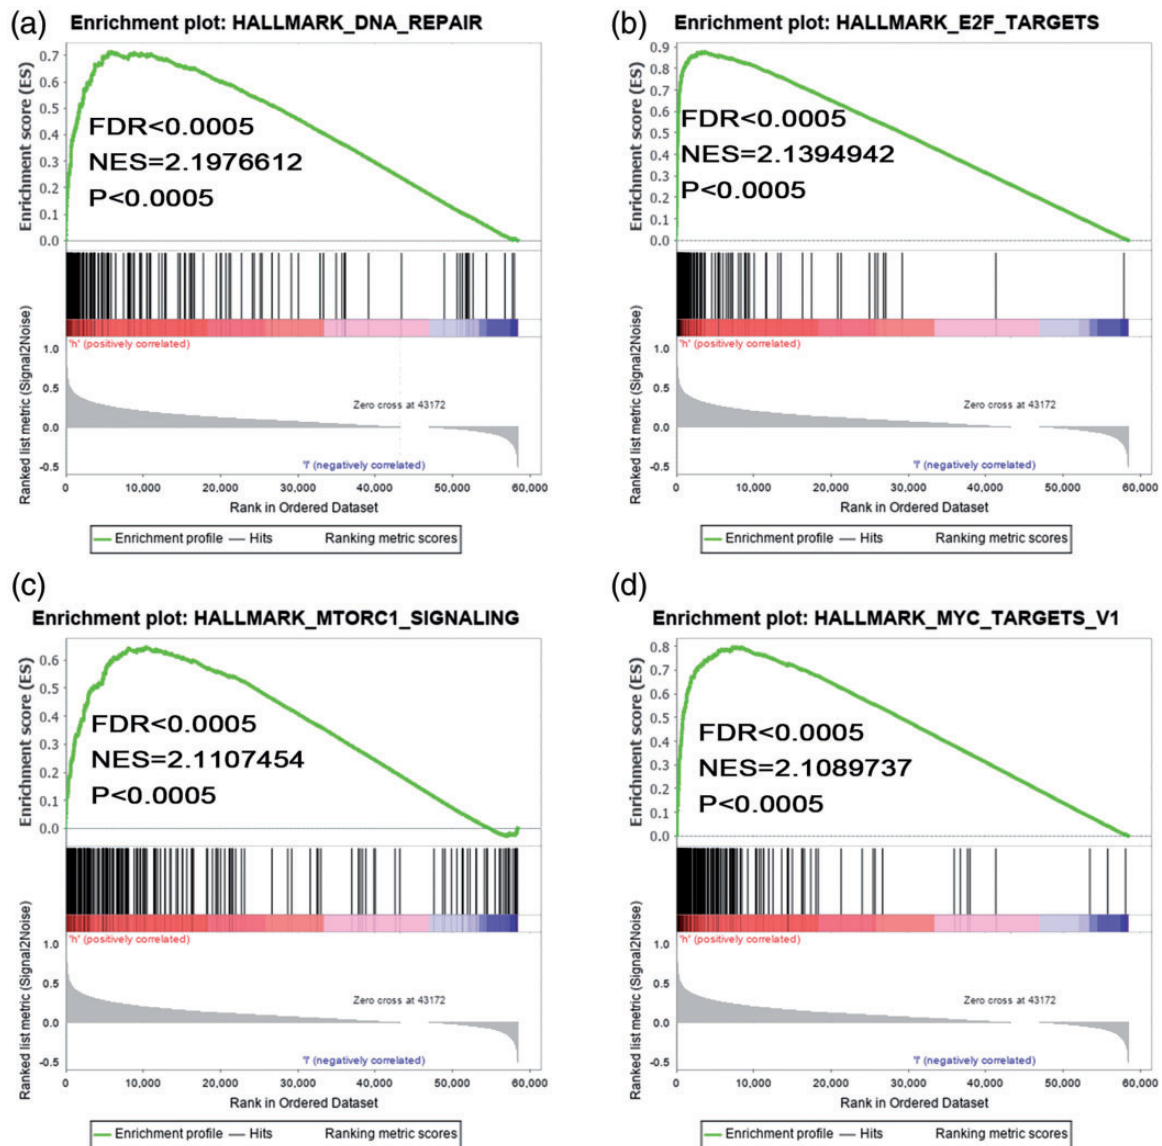 (a)
Enrichment plot: HALLMARK_DNA_REPAIR
Enrichment score (ES)
0.7
0.6
0.5
0.4
0.3
0.2
0.1
0.0
FDR<0.0005
NES=2.1976612
P<0.0005
'h' (positively correlated)
Ranked list metric (Signal2Noise)
1.0
0.5
0.0
-0.5
Zero cross at 43172
'l' (negatively correlated)
0 10,000 20,000 30,000 40,000 50,000 60,000
Rank in Ordered Dataset
Enrichment profile Hits Ranking metric scores
(b)
Enrichment plot: HALLMARK_E2F_TARGETS
Enrichment score (ES)
0.9
0.8
0.7
0.6
0.5
0.4
0.3
0.2
0.1
0.0
FDR<0.0005
NES=2.1394942
P<0.0005
'h' (positively correlated)
Ranked list metric (Signal2Noise)
1.0
0.5
0.0
-0.5
Zero cross at 43172
'l' (negatively correlated)
0 10,000 20,000 30,000 40,000 50,000 60,000
Rank in Ordered Dataset
Enrichment profile Hits Ranking metric scores
(c)
Enrichment plot: HALLMARK_MTORC1_SIGNALING
Enrichment score (ES)
0.6
0.5
0.4
0.3
0.2
0.1
0.0
FDR<0.0005
NES=2.1107454
P<0.0005
'h' (positively correlated)
Ranked list metric (Signal2Noise)
1.0
0.5
0.0
-0.5
Zero cross at 43172
'l' (negatively correlated)
0 10,000 20,000 30,000 40,000 50,000 60,000
Rank in Ordered Dataset
Enrichment profile Hits Ranking metric scores
(d)
Enrichment plot: HALLMARK_MYC_TARGETS_V1
Enrichment score (ES)
0.8
0.7
0.6
0.5
0.4
0.3
0.2
0.1
0.0
FDR<0.0005
NES=2.1089737
P<0.0005
'h' (positively correlated)
Ranked list metric (Signal2Noise)
1.0
0.5
0.0
-0.5
Zero cross at 43172
'l' (negatively correlated)
0 10,000 20,000 30,000 40,000 50,000 60,000
Rank in Ordered Dataset
Enrichment profile Hits Ranking metric scores